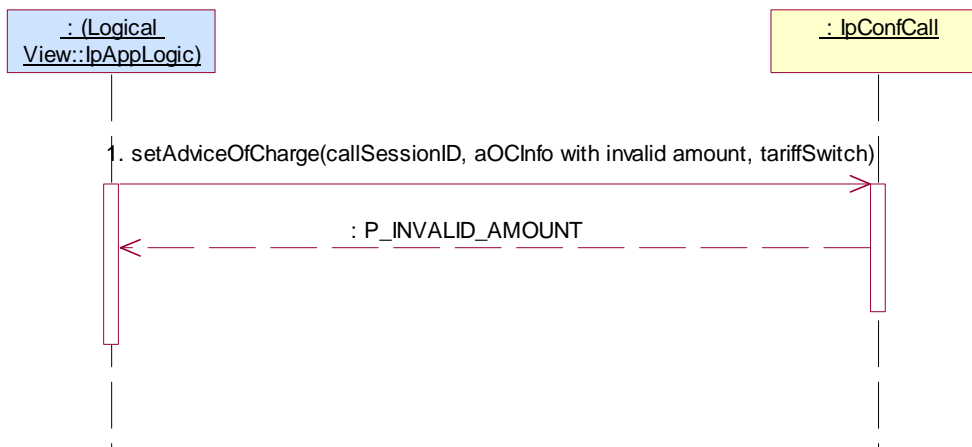 : (Logical
View::IpAppLogic)
: IpConfCall
1. setAdviceOfCharge(callSessionID, aOCInfo with invalid amount, tariffSwitch)
: P_INVALID_AMOUNT